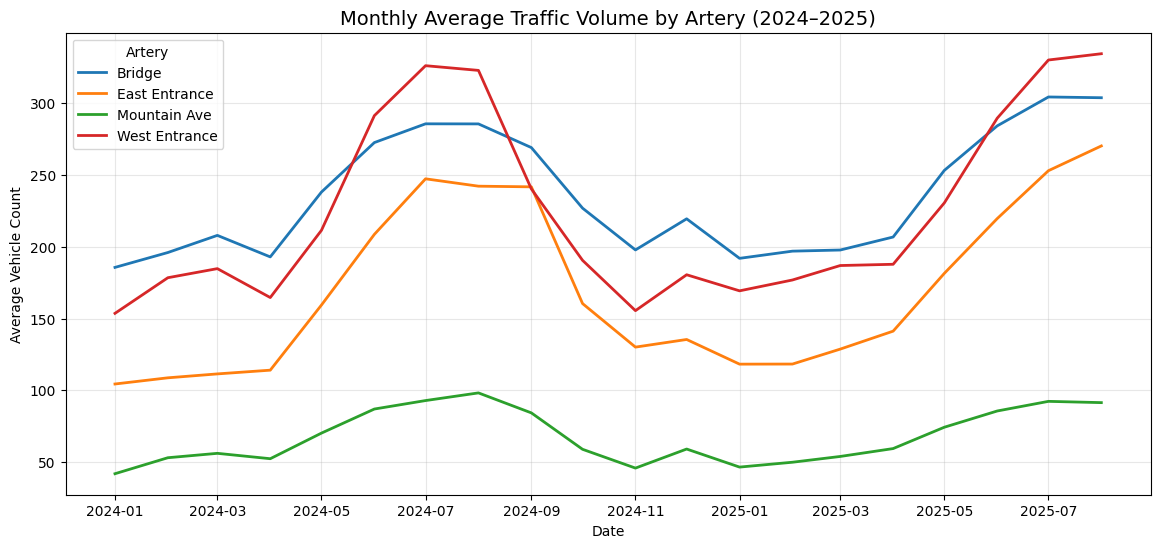 Monthly Average Traffic Volume by Artery (2024–2025)
Artery
Bridge
East Entrance
Mountain Ave
West Entrance
Average Vehicle Count
300
250
200
150
100
50
2024-01 2024-03 2024-05 2024-07 2024-09 2024-11 2025-01 2025-03 2025-05 2025-07
Date